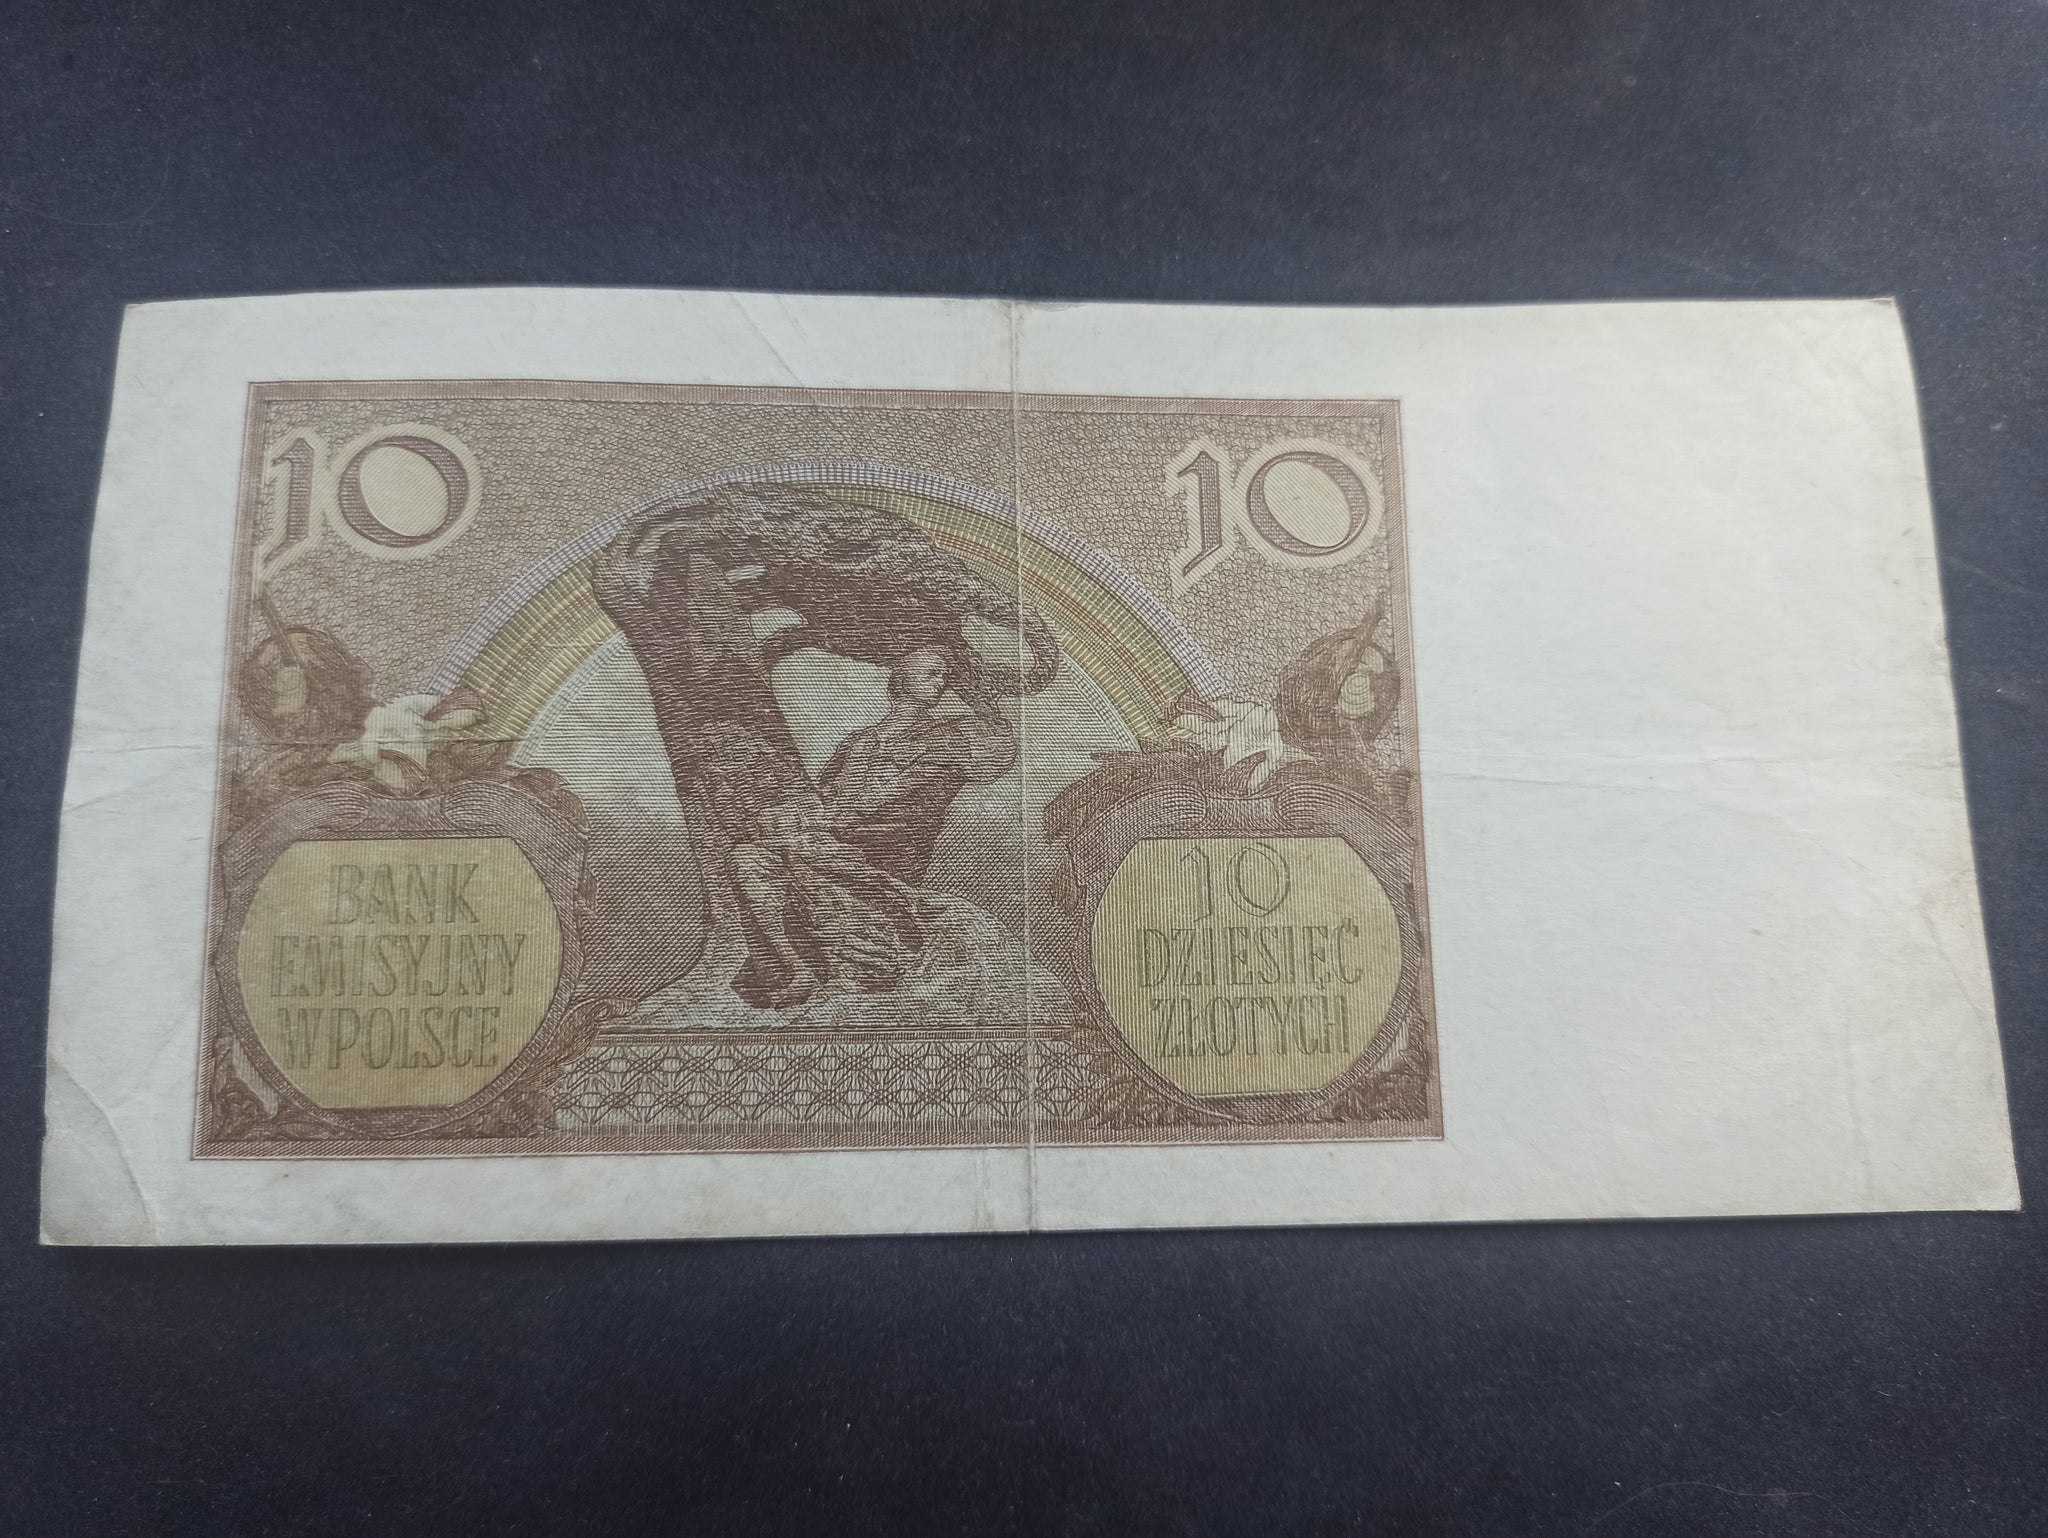 10 10
BANK
EMISYJNY
W POLSCE
10
DZIESIĘĆ
ZŁOTYCH